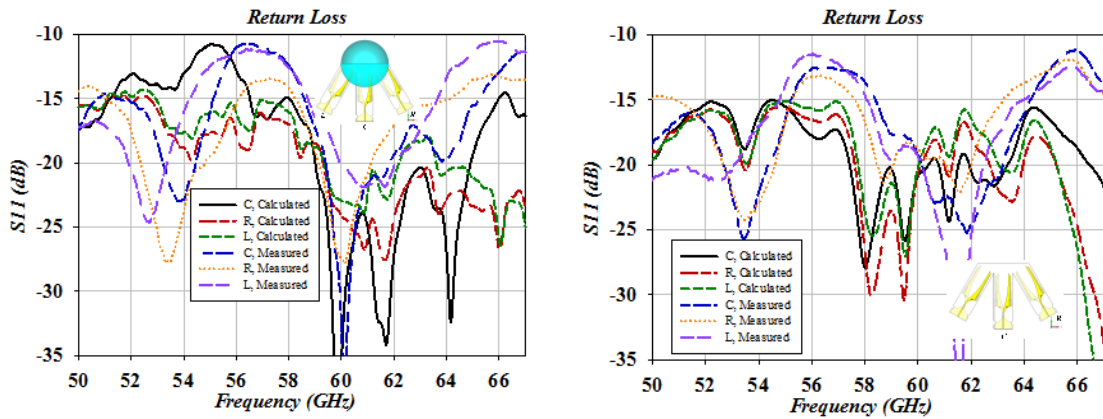 Return Loss
-10
-15
-20
-25
-30
-35
S11 (dB)
C, Calculated
R, Calculated
L, Calculated
C, Measured
R, Measured
L, Measured
50 52 54 56 58 60 62 64 66
Frequency (GHz)
Return Loss
-10
-15
-20
-25
-30
-35
S11 (dB)
C, Calculated
R, Calculated
L, Calculated
C, Measured
R, Measured
L, Measured
50 52 54 56 58 60 62 64 66
Frequency (GHz)